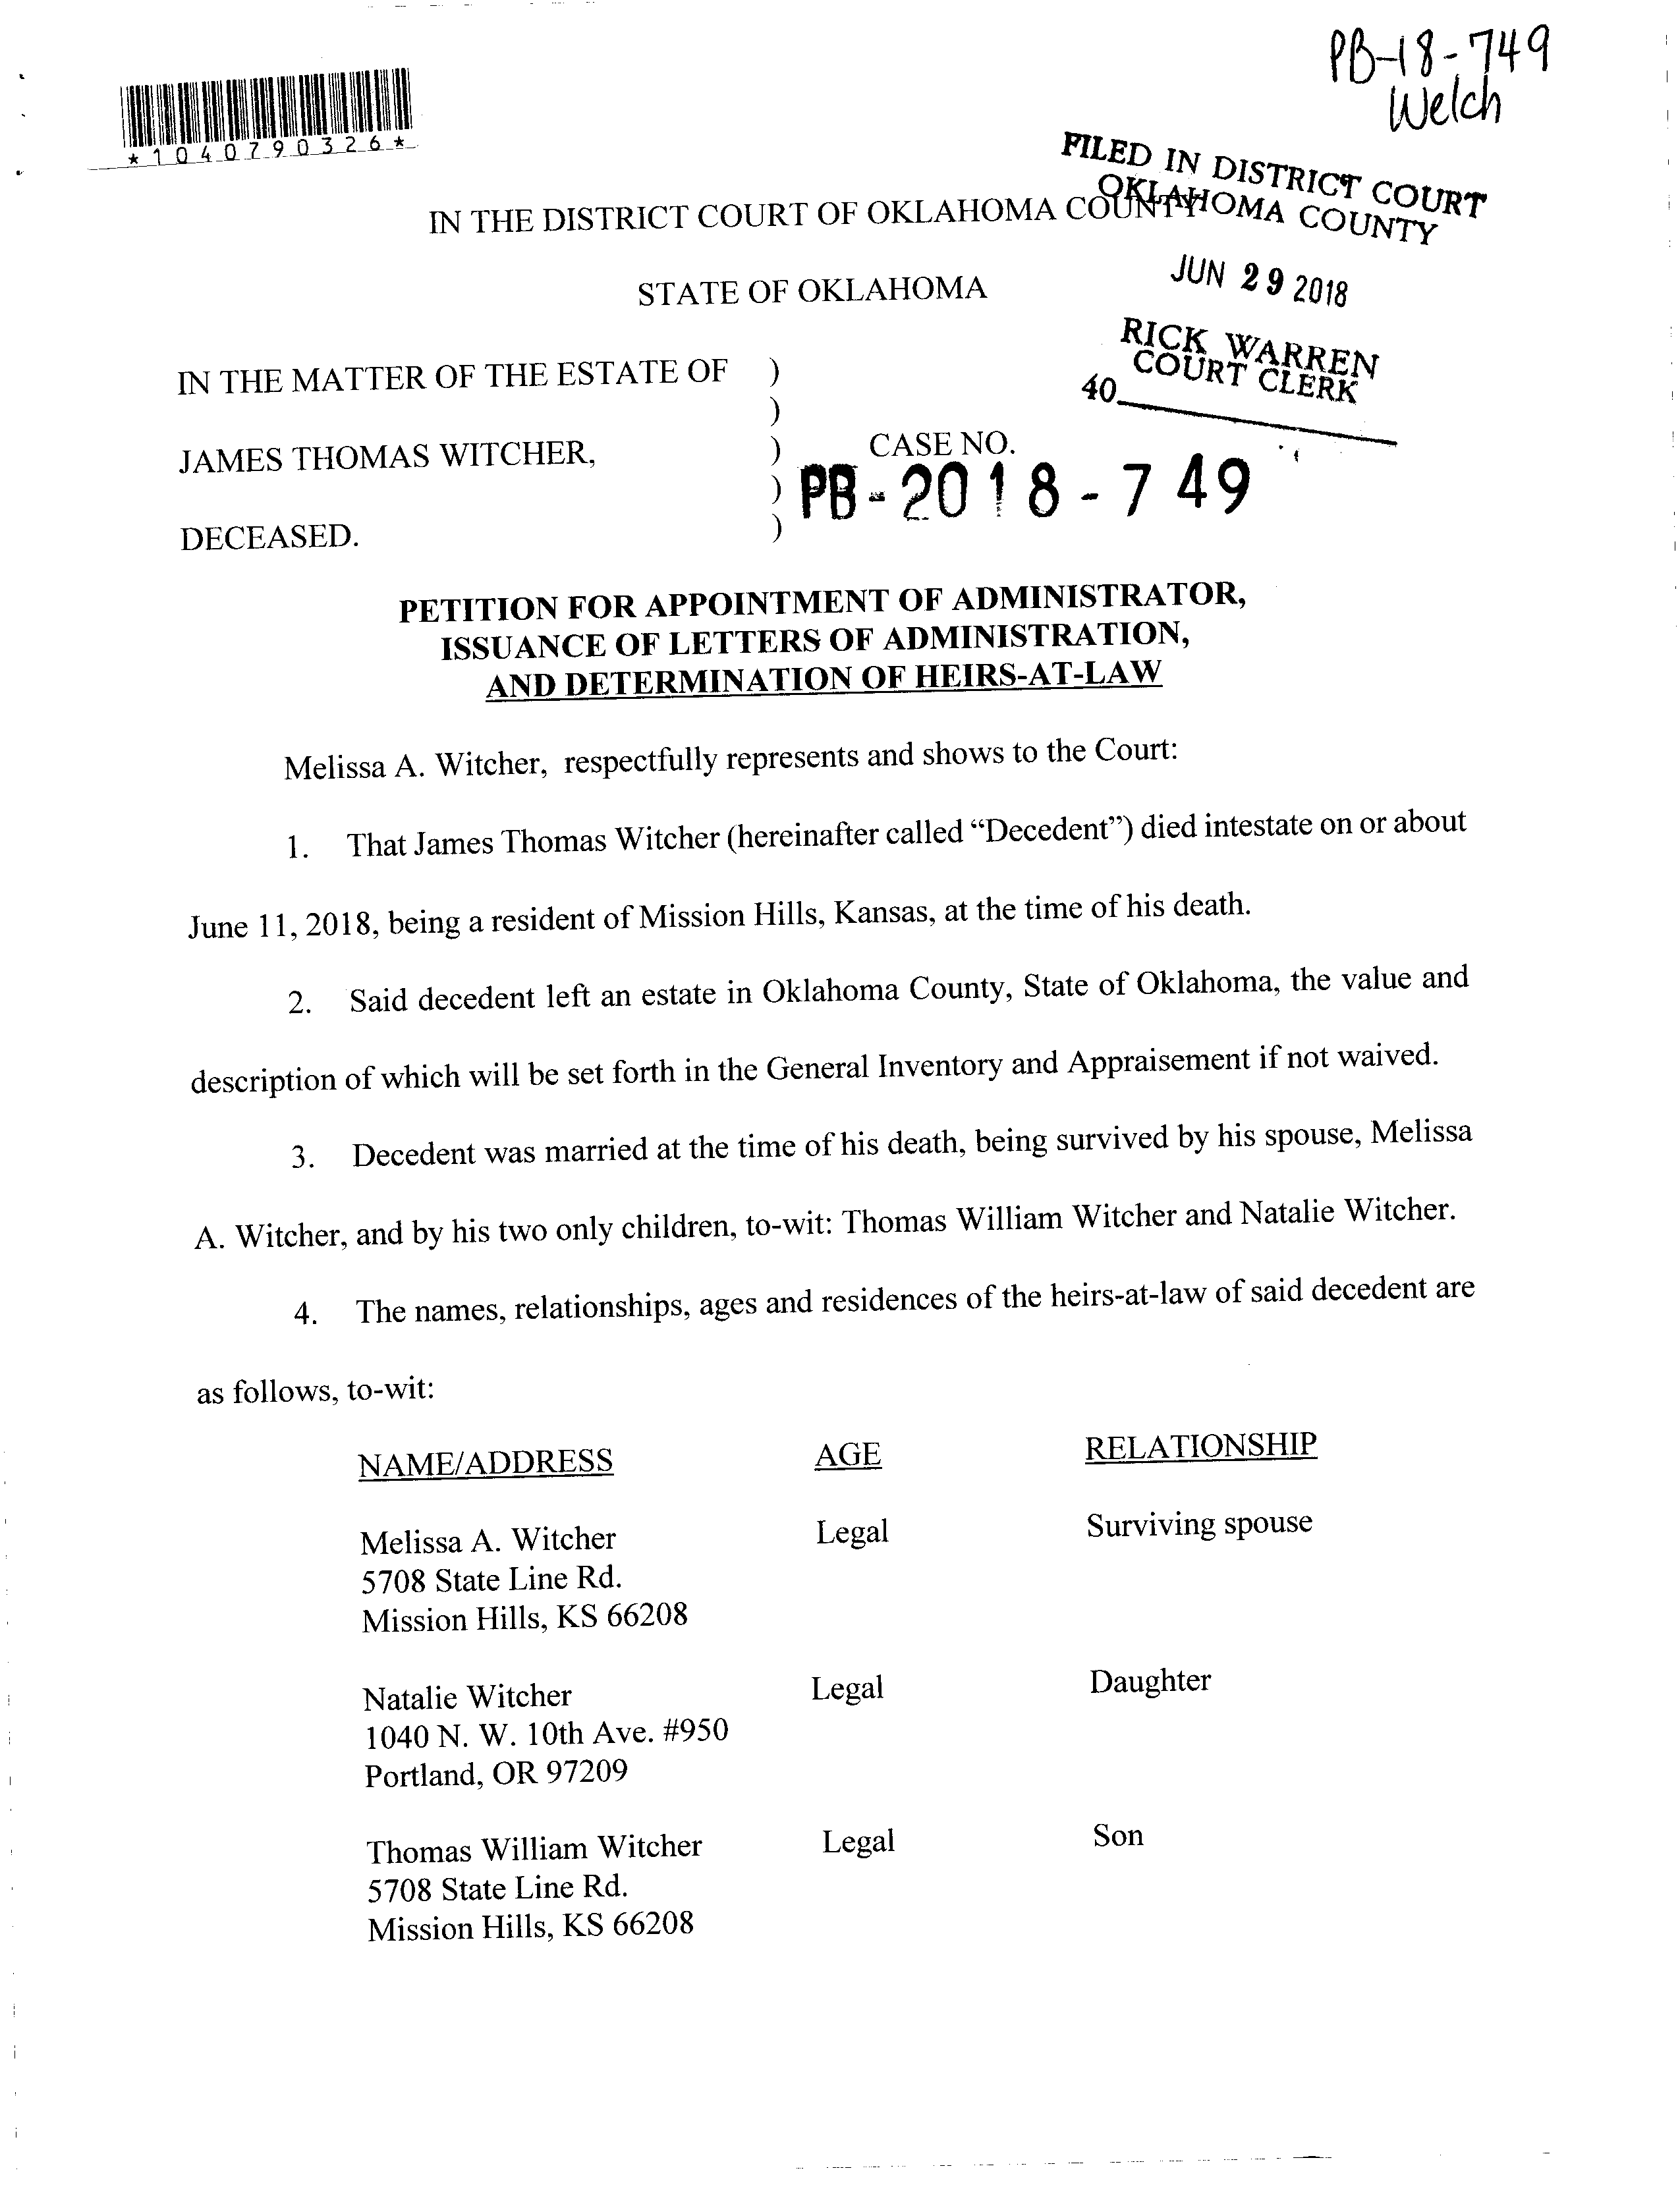 PB-18-749
Welch
*1040790326*
FILED IN DISTRICT COURT
OKLAHOMA COUNTY
IN THE DISTRICT COURT OF OKLAHOMA COUNTY
STATE OF OKLAHOMA
JUN 29 2018
RICK WARREN
COURT CLERK
40
IN THE MATTER OF THE ESTATE OF )
)
JAMES THOMAS WITCHER, ) CASE NO.
) PB-2018-749
DECEASED. )
PETITION FOR APPOINTMENT OF ADMINISTRATOR,
ISSUANCE OF LETTERS OF ADMINISTRATION,
AND DETERMINATION OF HEIRS-AT-LAW
Melissa A. Witcher, respectfully represents and shows to the Court:
1. That James Thomas Witcher (hereinafter called “Decedent”) died intestate on or about
June 11, 2018, being a resident of Mission Hills, Kansas, at the time of his death.
2. Said decedent left an estate in Oklahoma County, State of Oklahoma, the value and
description of which will be set forth in the General Inventory and Appraisement if not waived.
3. Decedent was married at the time of his death, being survived by his spouse, Melissa
A. Witcher, and by his two only children, to-wit: Thomas William Witcher and Natalie Witcher.
4. The names, relationships, ages and residences of the heirs-at-law of said decedent are
as follows, to-wit:
NAME/ADDRESS AGE RELATIONSHIP
Melissa A. Witcher Legal Surviving spouse
5708 State Line Rd.
Mission Hills, KS 66208
Natalie Witcher Legal Daughter
1040 N. W. 10th Ave. #950
Portland, OR 97209
Thomas William Witcher Legal Son
5708 State Line Rd.
Mission Hills, KS 66208